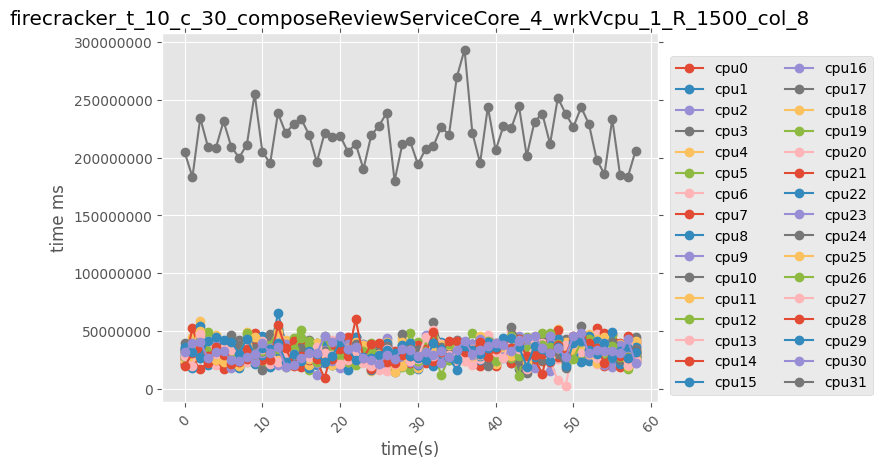 firecracker_t_10_c_30_composeReviewServiceCore_4_wrkVcpu_1_R_1500_col_8
300000000
250000000
200000000
150000000
100000000
50000000
0
time ms
0 10 20 30 40 50 60
time(s)
cpu0 cpu16
cpu1 cpu17
cpu2 cpu18
cpu3 cpu19
cpu4 cpu20
cpu5 cpu21
cpu6 cpu22
cpu7 cpu23
cpu8 cpu24
cpu9 cpu25
cpu10 cpu26
cpu11 cpu27
cpu12 cpu28
cpu13 cpu29
cpu14 cpu30
cpu15 cpu31